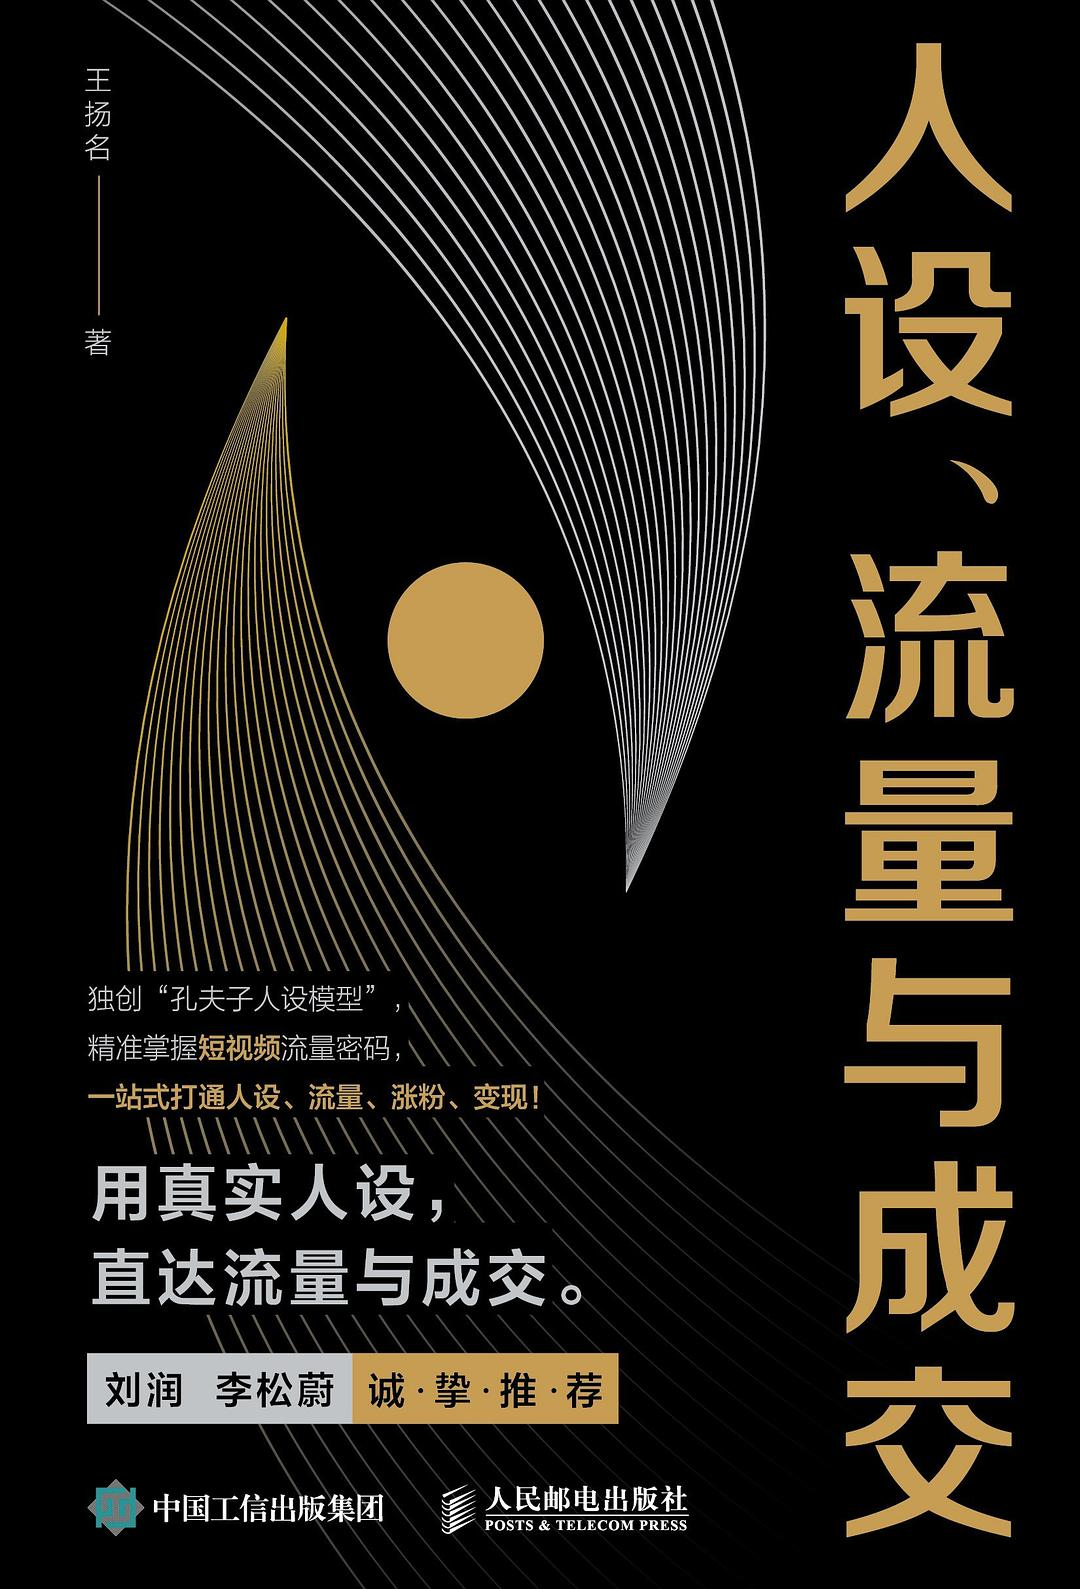 人设、流量与成交
王扬名 著
独创“孔夫子人设模型”，
精准掌握短视频流量密码，
一站式打通人设、流量、涨粉、变现！
用真实人设，
直达流量与成交。
刘润 李松蔚 诚·挚·推·荐
中国工信出版集团
人民邮电出版社
POSTS & TELECOM PRESS